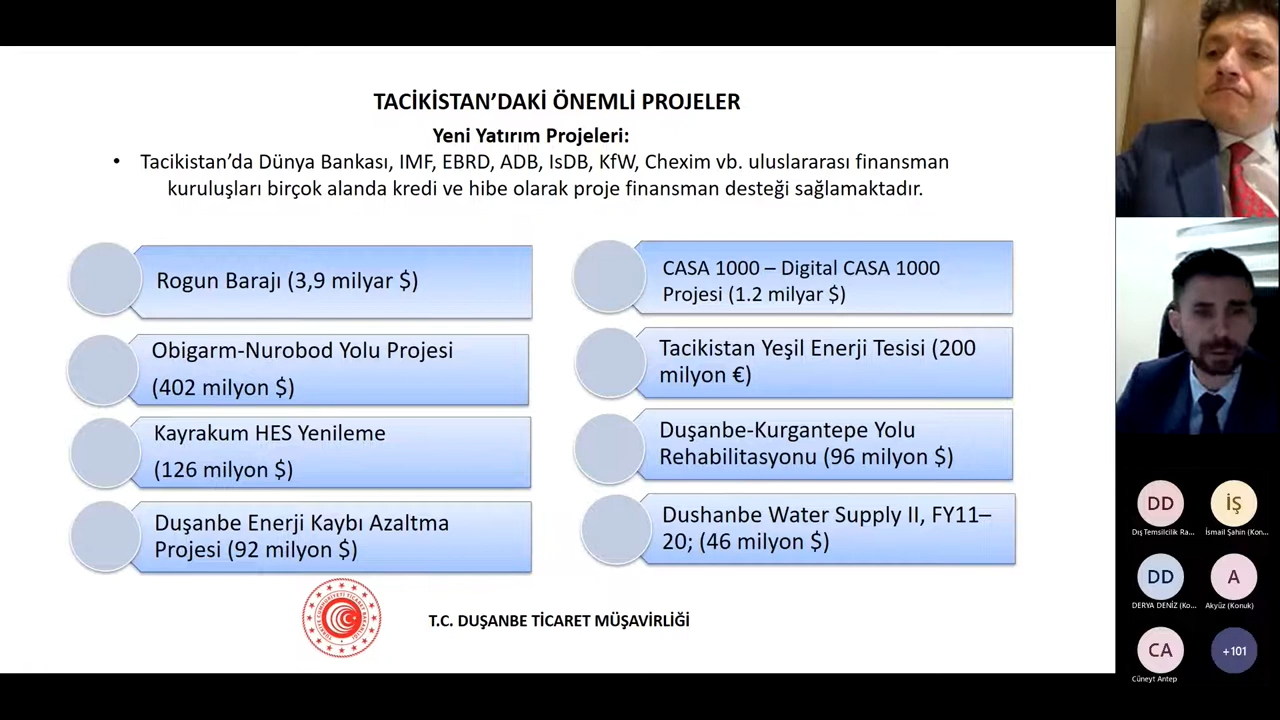 TACİKİSTAN'DAKİ ÖNEMLİ PROJELER
Yeni Yatırım Projeleri:
• Tacikistan'da Dünya Bankası, IMF, EBRD, ADB, IsDB, KfW, Chexim vb. uluslararası finansman
kuruluşları birçok alanda kredi ve hibe olarak proje finansman desteği sağlamaktadır.
Rogun Barajı (3,9 milyar $)
Obigarm-Nurobod Yolu Projesi
(402 milyon $)
Kayrakum HES Yenileme
(126 milyon $)
Duşanbe Enerji Kaybı Azaltma
Projesi (92 milyon $)
CASA 1000 – Digital CASA 1000
Projesi (1.2 milyar $)
Tacikistan Yeşil Enerji Tesisi (200
milyon €)
Duşanbe-Kurgantepe Yolu
Rehabilitasyonu (96 milyon $)
Dushanbe Water Supply II, FY11–
20; (46 milyon $)
T.C. DUŞANBE TİCARET MÜŞAVİRLİĞİ
DD
Dış Temsilcilik Ra...
İŞ
İsmail Şahin (Kon...
DD
DERYA DENİZ (Ko...
A
Akyüz (Konuk)
CA
Cüneyt Antep
+101